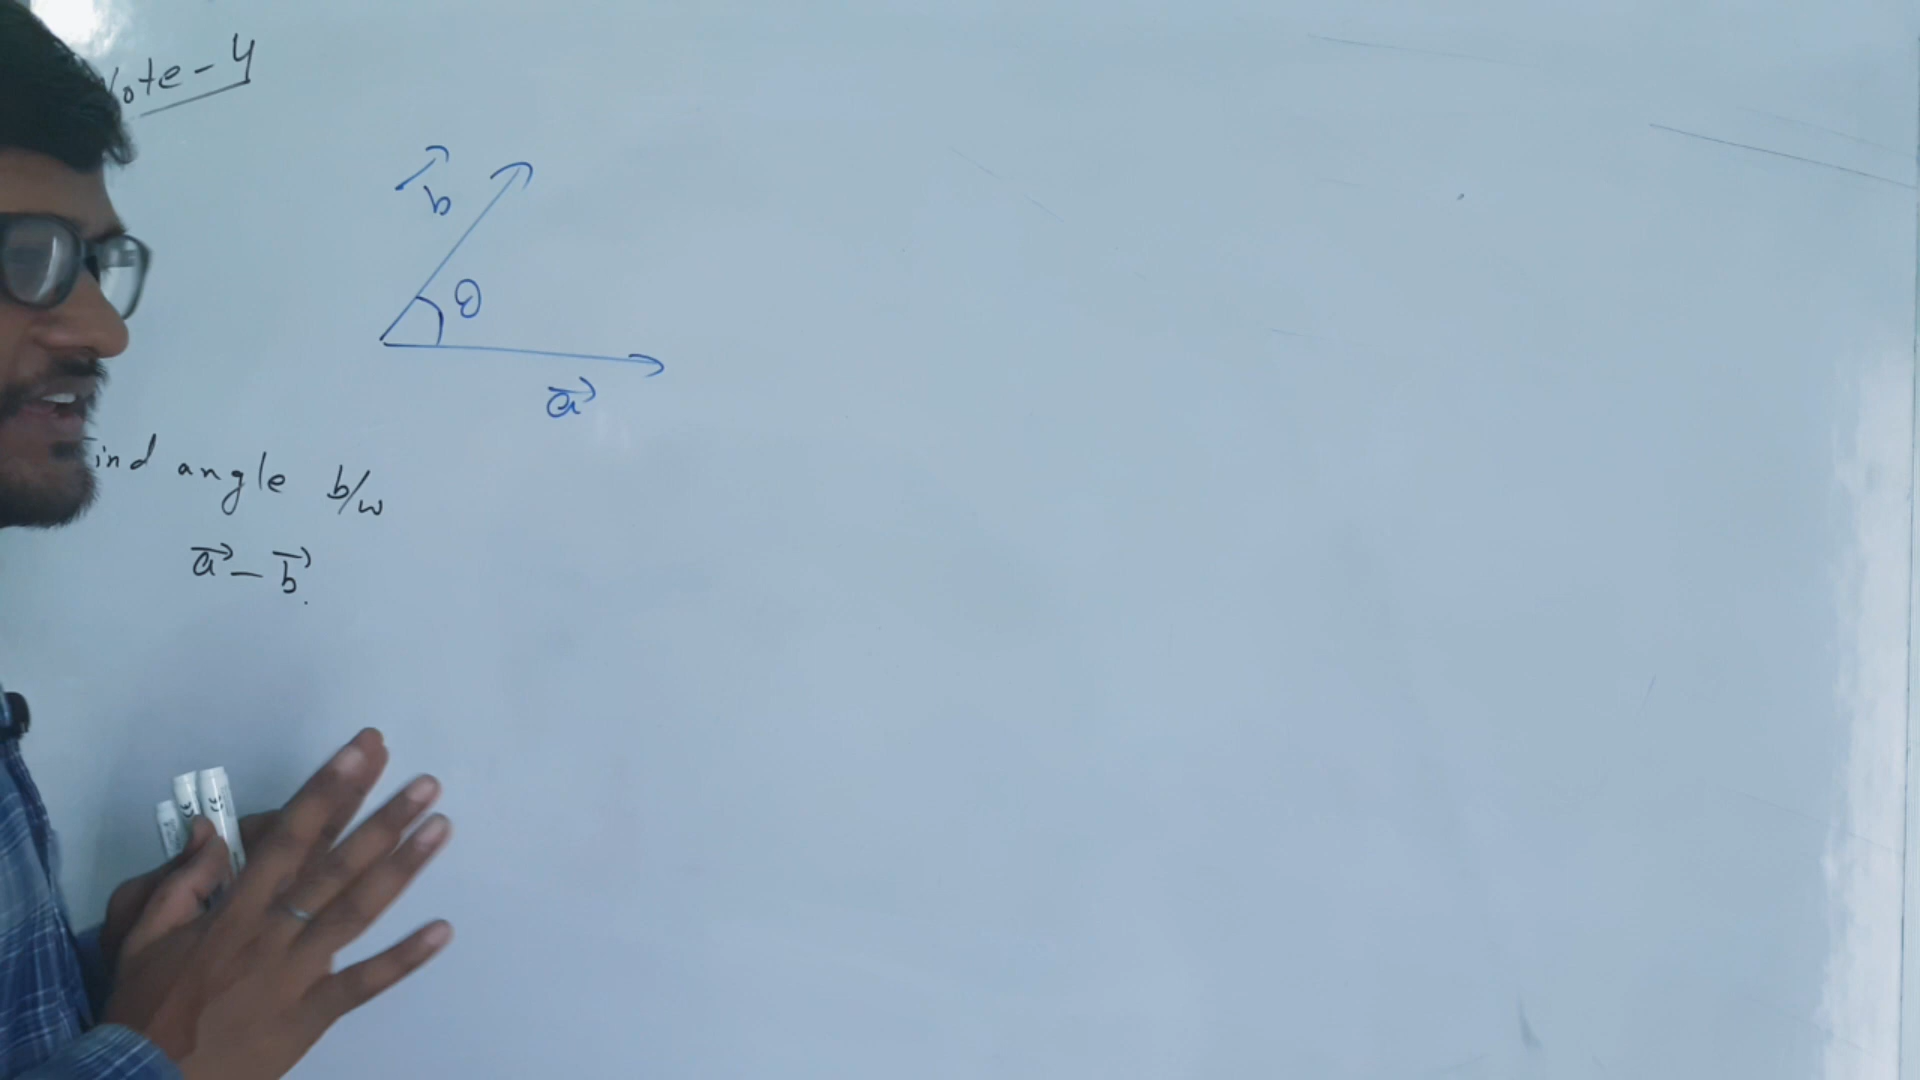 ote-4
b⃗
θ
a⃗
ind angle b/w
a⃗ - b⃗.